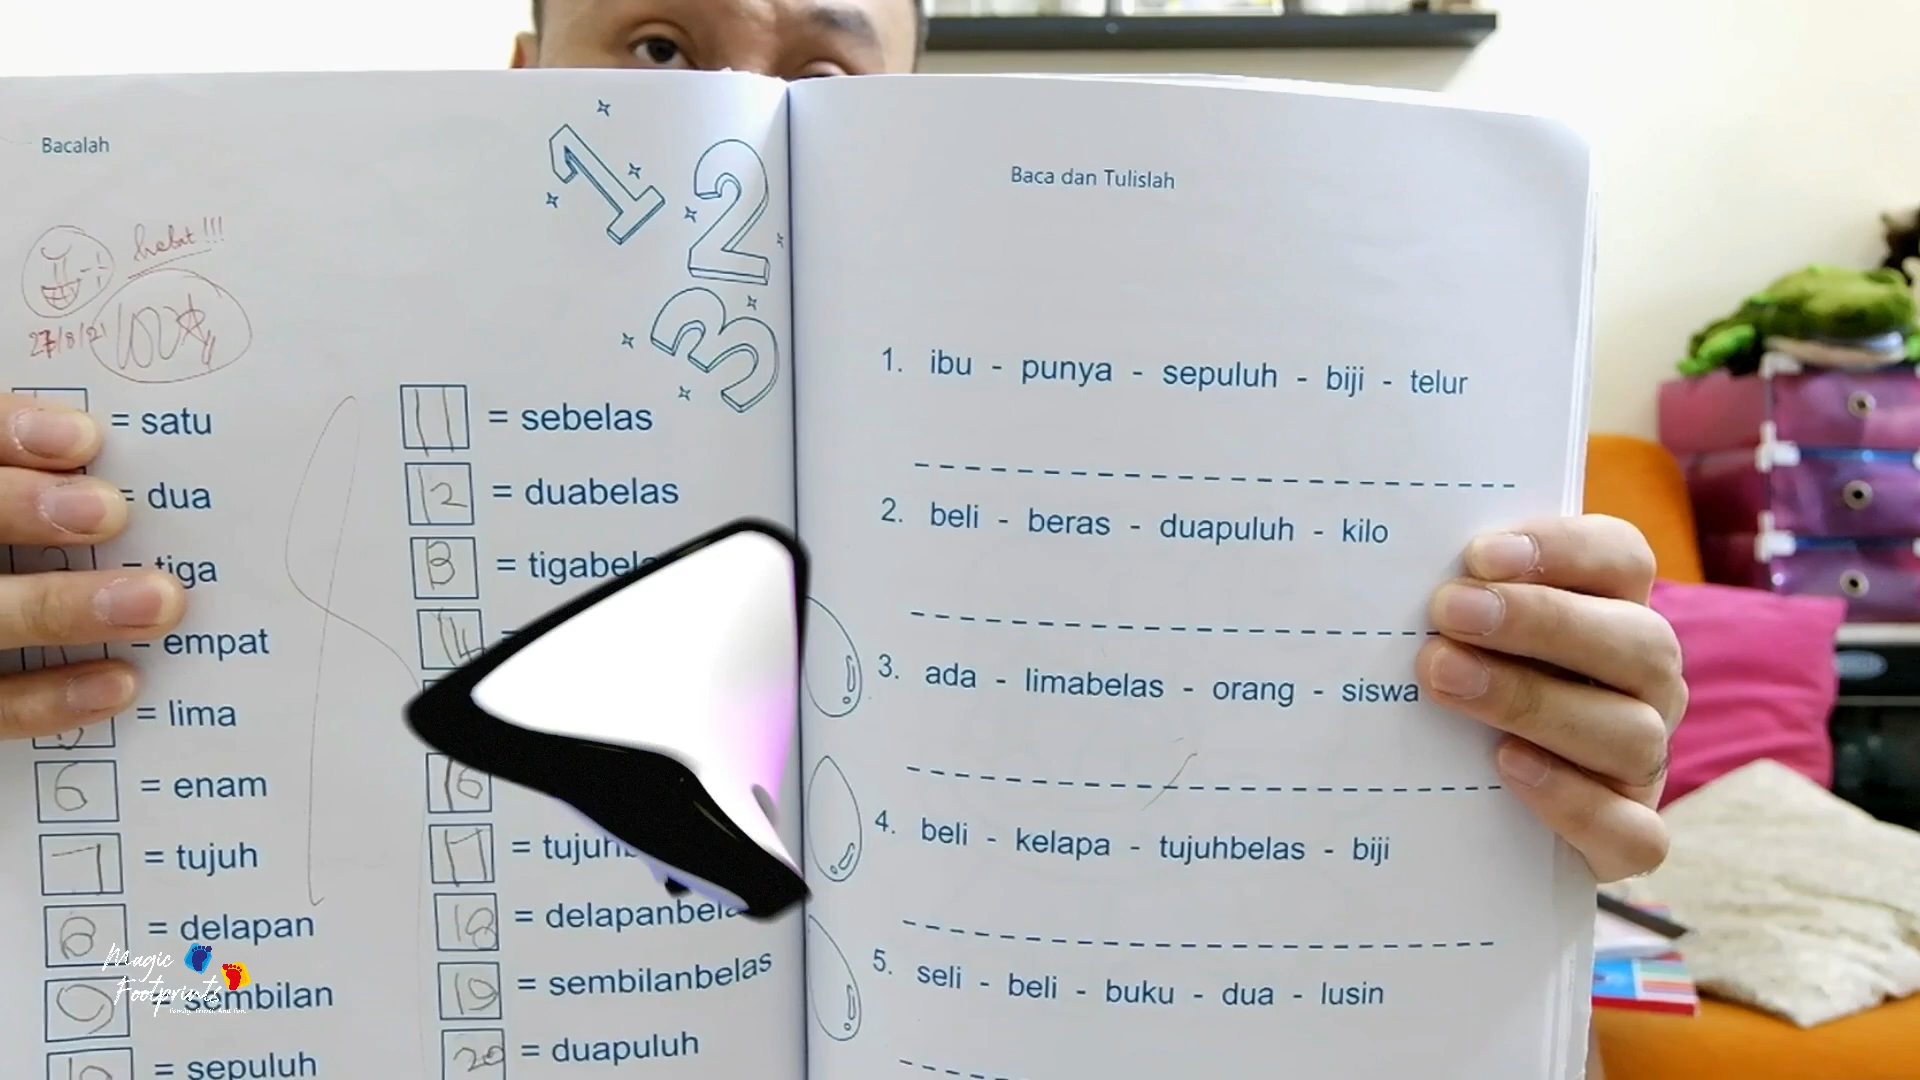 Bacalah
hebat !!!
27/8/21
100
= satu
= dua
= tiga
= empat
= lima
6 = enam
7 = tujuh
8 = delapan
9 = sembilan
= sepuluh
11 = sebelas
12 = duabelas
13
14
16
17
18
19 = sembilanbelas
20 = duapuluh
1 2 3
Baca dan Tulislah
1. ibu - punya - sepuluh - biji - telur
2. beli - beras - duapuluh - kilo
3. ada - limabelas - orang - siswa
4. beli - kelapa - tujuhbelas - biji
5. seli - beli - buku - dua - lusin
Magic
Footprints